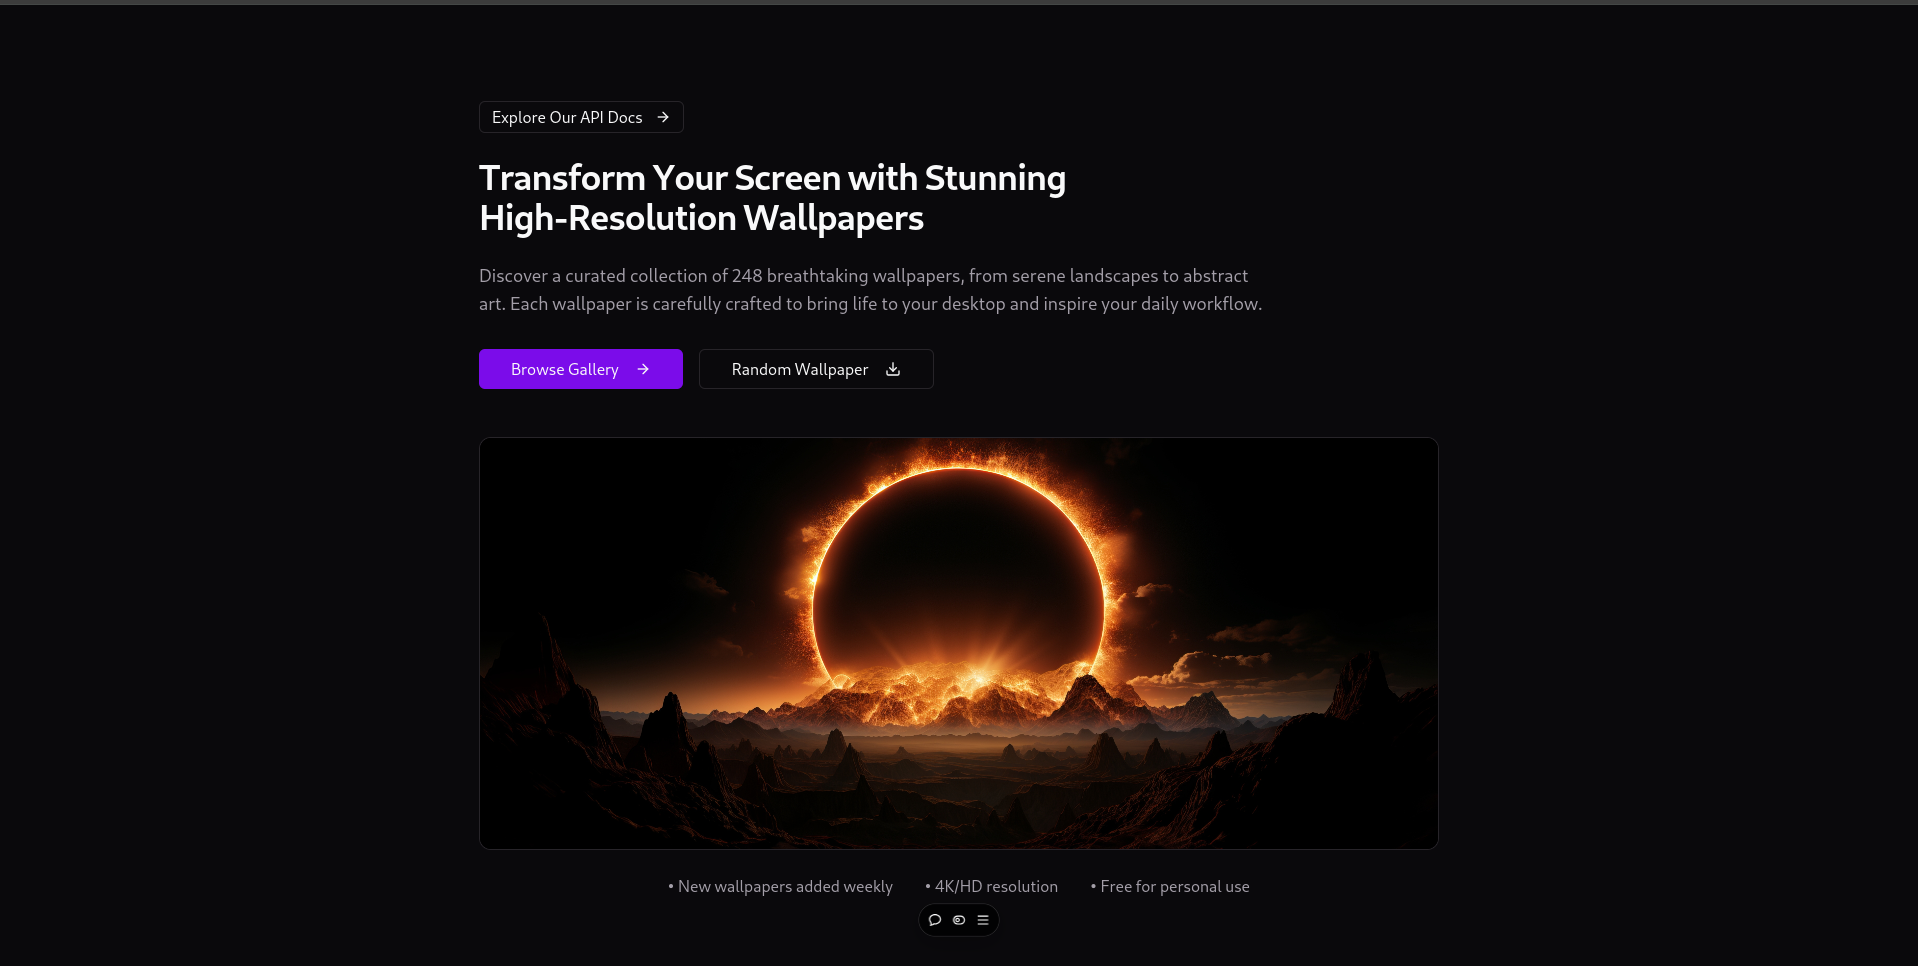 Explore Our API Docs
Transform Your Screen with Stunning
High-Resolution Wallpapers
Discover a curated collection of 248 breathtaking wallpapers, from serene landscapes to abstract
art. Each wallpaper is carefully crafted to bring life to your desktop and inspire your daily workflow.
Browse Gallery
Random Wallpaper
• New wallpapers added weekly
• 4K/HD resolution
• Free for personal use